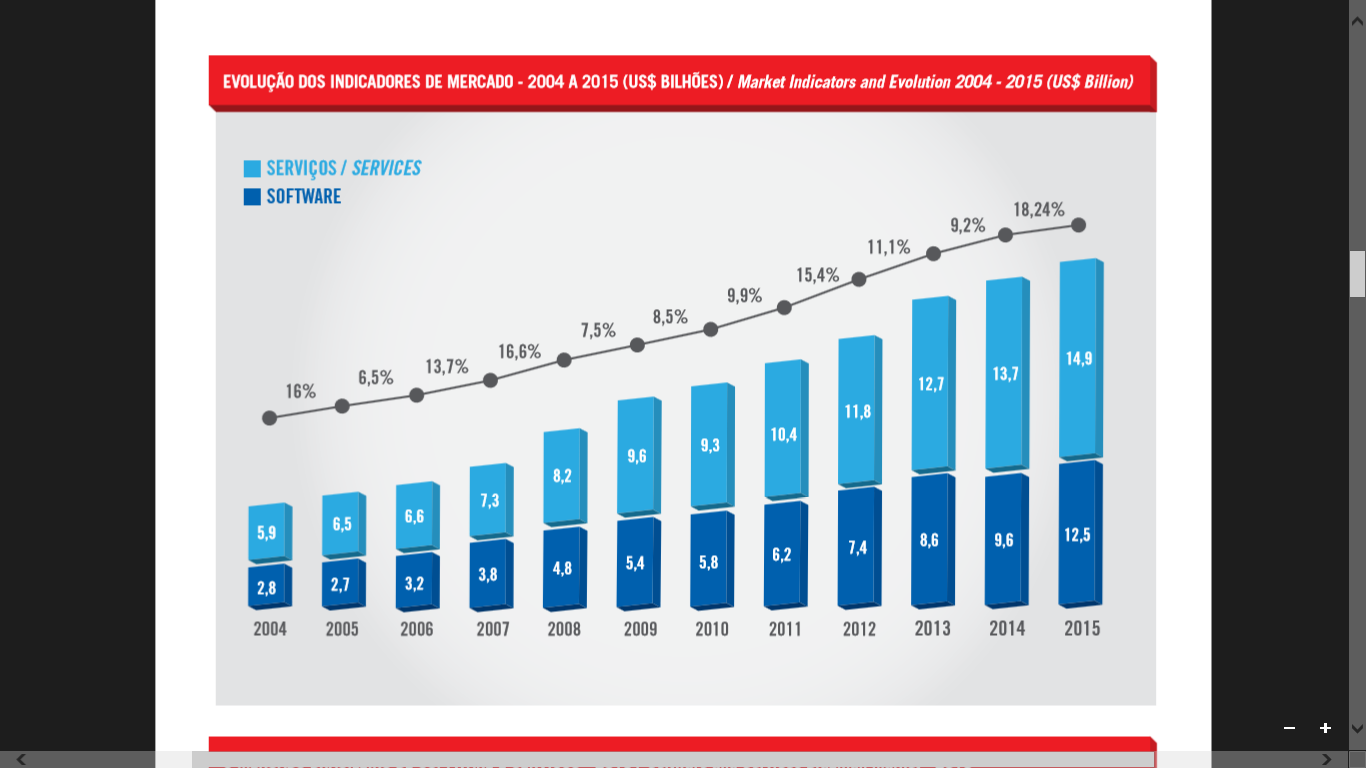 EVOLUÇÃO DOS INDICADORES DE MERCADO - 2004 A 2015 (US$ BILHÕES) / Market Indicators and Evolution 2004 - 2015 (US$ Billion)
SERVIÇOS / SERVICES
SOFTWARE
16% 6,5% 13,7% 16,6% 7,5% 8,5% 9,9% 15,4% 11,1% 9,2% 18,24%
5,9 6,5 6,6 7,3 8,2 9,6 9,3 10,4 11,8 12,7 13,7 14,9
2,8 2,7 3,2 3,8 4,8 5,4 5,8 6,2 7,4 8,6 9,6 12,5
2004 2005 2006 2007 2008 2009 2010 2011 2012 2013 2014 2015